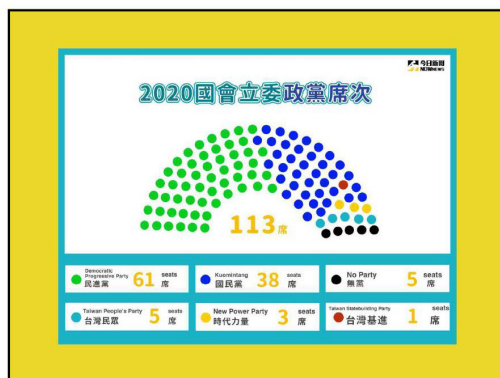 今日新聞
NOWnews
2020國會立委政黨席次
113席
Democratic
Progressive Party
民進黨
61
seats
席
Kuomintang
國民黨
38
seats
席
No Party
無黨
5
seats
席
Taiwan People's Party
台灣民眾
5
seats
席
New Power Party
時代力量
3
seats
席
Taiwan Statebuilding Party
台灣基進
1
seats
席